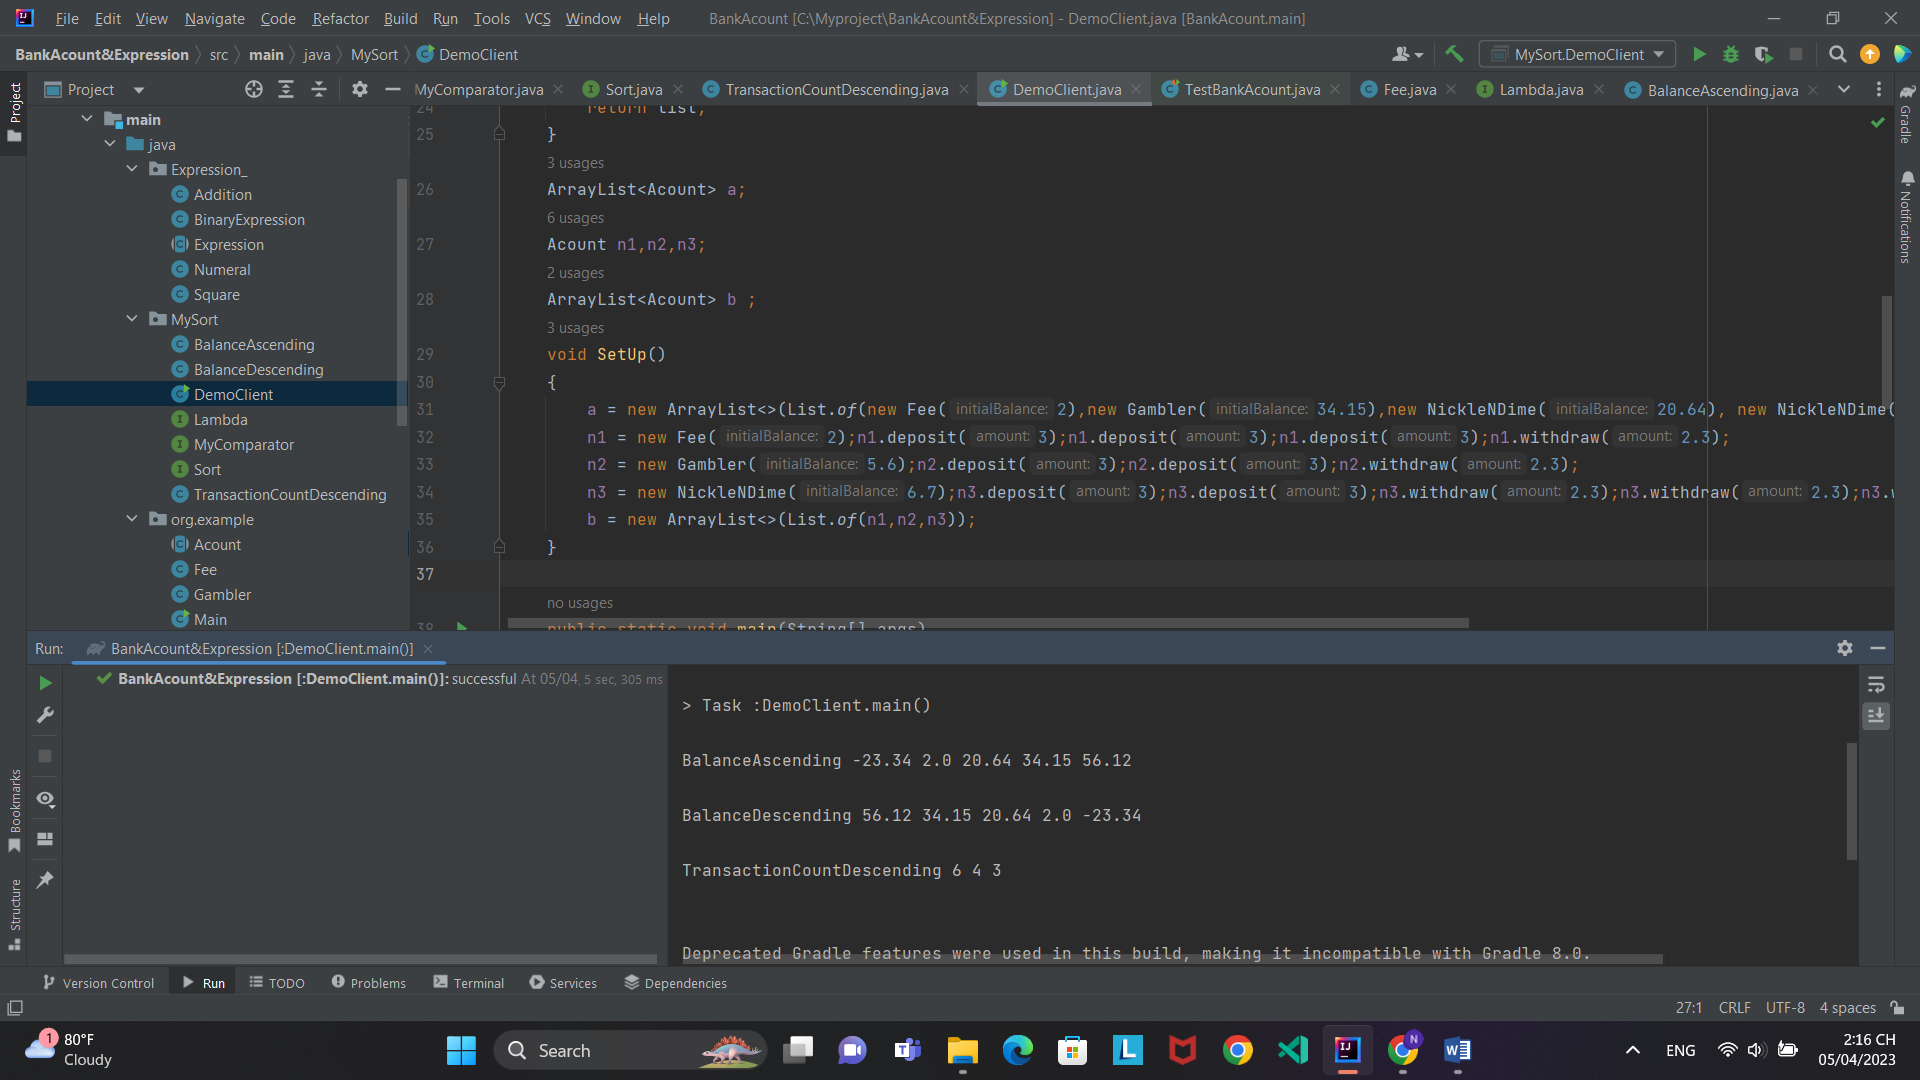 File Edit View Navigate Code Refactor Build Run Tools VCS Window Help BankAcount [C:\Myproject\BankAcount&Expression] - DemoClient.java [BankAcount.main]
BankAcount&Expression src main java MySort DemoClient MySort.DemoClient
Project MyComparator.java Sort.java TransactionCountDescending.java DemoClient.java TestBankAcount.java Fee.java Lambda.java BalanceAscending.java
Project
Bookmarks
Structure
Gradle
Notifications
main
java
Expression_
Addition
BinaryExpression
Expression
Numeral
Square
MySort
BalanceAscending
BalanceDescending
DemoClient
Lambda
MyComparator
Sort
TransactionCountDescending
org.example
Acount
Fee
Gambler
Main
24 return list;
25 }
3 usages
26 ArrayList<Acount> a;
6 usages
27 Acount n1,n2,n3;
2 usages
28 ArrayList<Acount> b ;
3 usages
29 void SetUp()
30 {
31 a = new ArrayList<>(List.of(new Fee( initialBalance: 2),new Gambler( initialBalance: 34.15),new NickleNDime( initialBalance: 20.64), new NickleNDime(
32 n1 = new Fee( initialBalance: 2);n1.deposit( amount: 3);n1.deposit( amount: 3);n1.deposit( amount: 3);n1.withdraw( amount: 2.3);
33 n2 = new Gambler( initialBalance: 5.6);n2.deposit( amount: 3);n2.deposit( amount: 3);n2.withdraw( amount: 2.3);
34 n3 = new NickleNDime( initialBalance: 6.7);n3.deposit( amount: 3);n3.deposit( amount: 3);n3.withdraw( amount: 2.3);n3.withdraw( amount: 2.3);n3.
35 b = new ArrayList<>(List.of(n1,n2,n3));
36 }
37
no usages
38 public static void main(String[] args)
Run: BankAcount&Expression [:DemoClient.main()]
BankAcount&Expression [:DemoClient.main()]: successful At 05/04, 5 sec, 305 ms
> Task :DemoClient.main()
BalanceAscending -23.34 2.0 20.64 34.15 56.12
BalanceDescending 56.12 34.15 20.64 2.0 -23.34
TransactionCountDescending 6 4 3
Deprecated Gradle features were used in this build, making it incompatible with Gradle 8.0.
Version Control Run TODO Problems Terminal Services Dependencies
27:1 CRLF UTF-8 4 spaces
1 80°F
Cloudy
Search
ENG
2:16 CH
05/04/2023